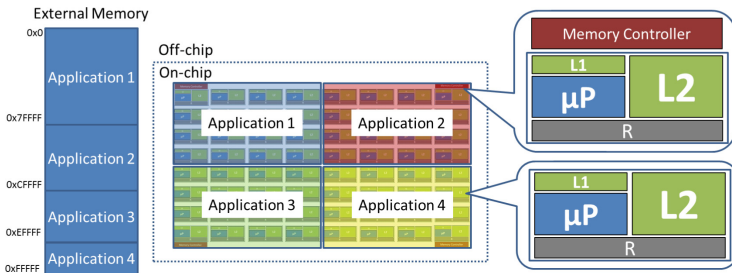 External Memory
0x0
Application 1
0x7FFFF
Application 2
0xCFFFF
Application 3
0xEFFFF
Application 4
0xFFFFF
Off-chip
On-chip
Application 1
Application 2
Application 3
Application 4
Memory Controller
L1
μP
L2
R
L1
μP
L2
R